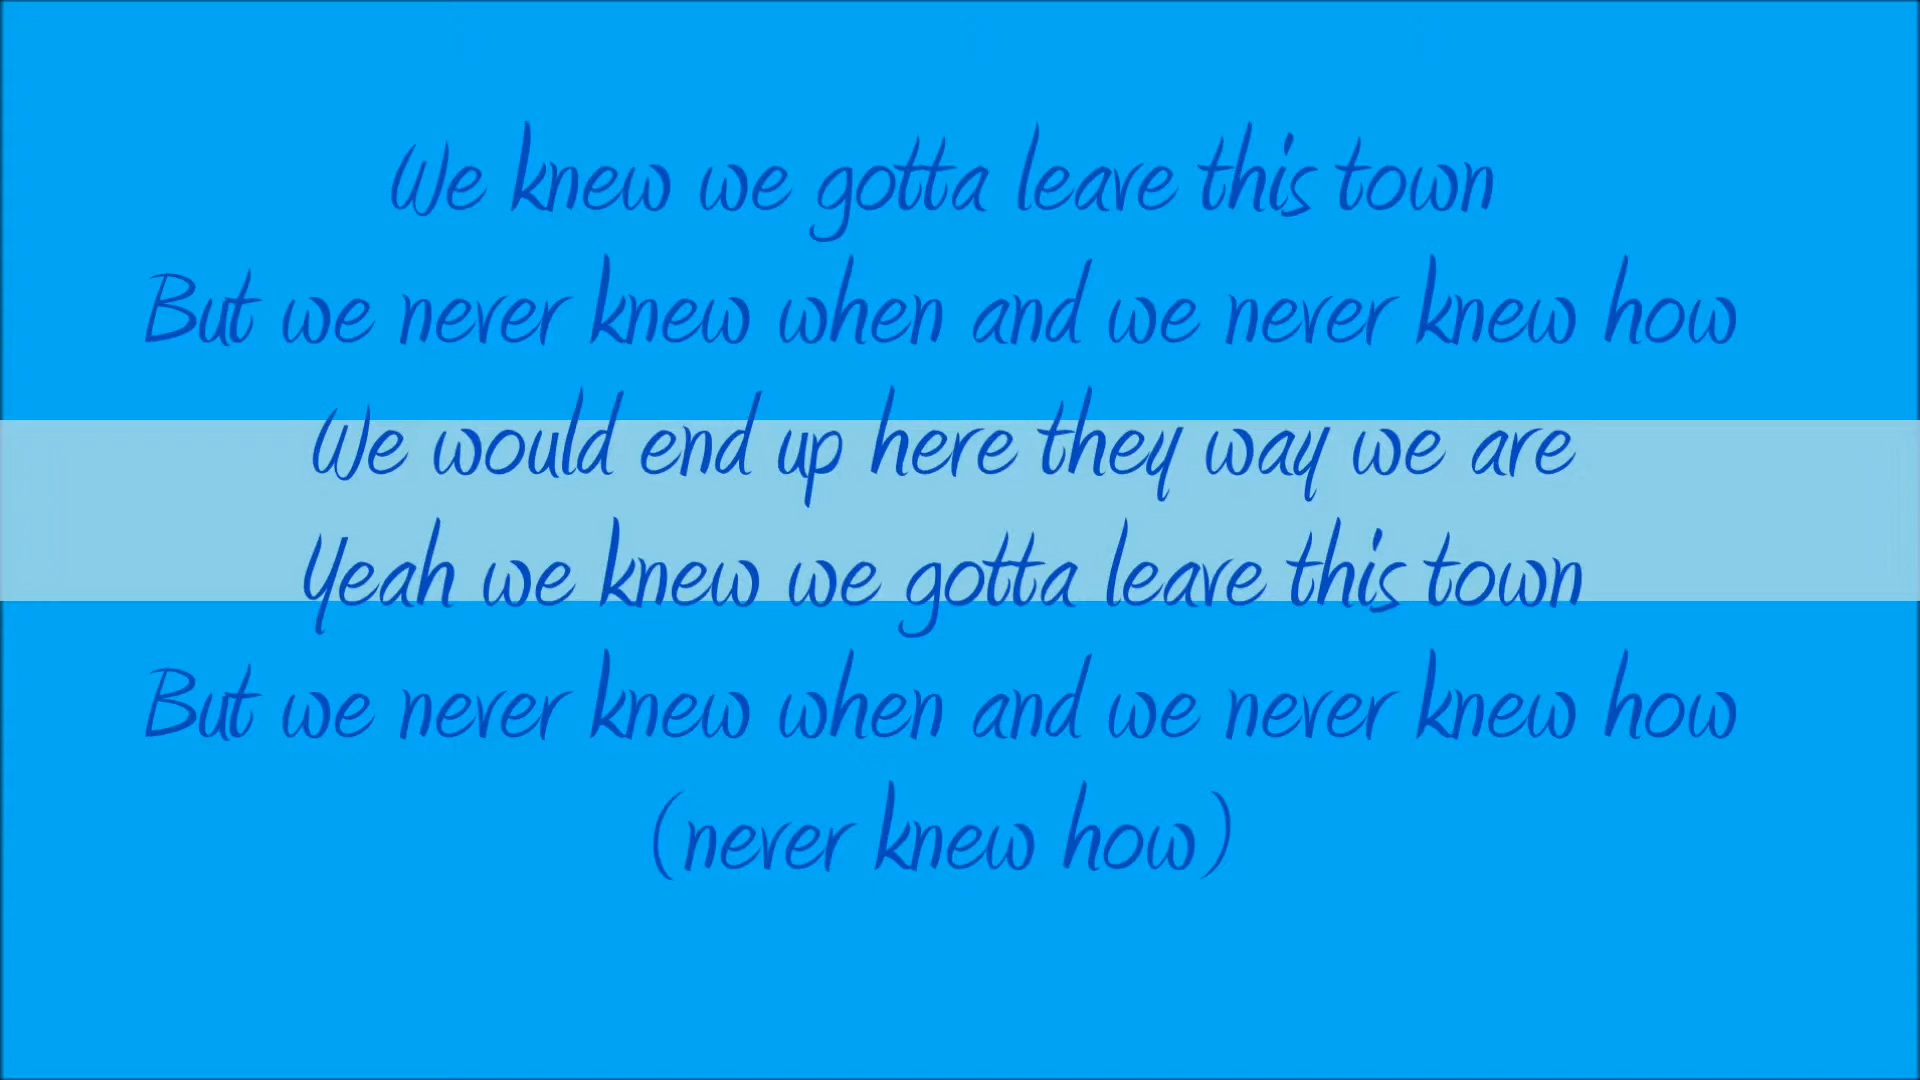 We knew we gotta leave this town
But we never knew when and we never knew how
We would end up here they way we are
Yeah we knew we gotta leave this town
But we never knew when and we never knew how
(never knew how)